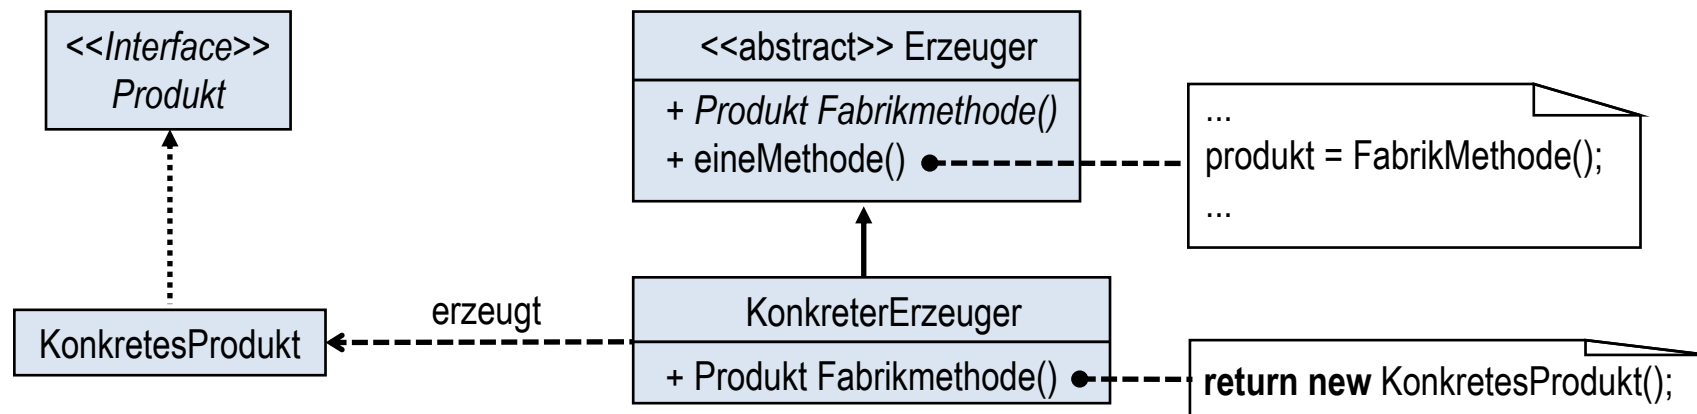 <<Interface>>
Produkt
<<abstract>> Erzeuger
+ Produkt Fabrikmethode()
+ eineMethode()
...
produkt = FabrikMethode();
...
erzeugt
KonkretesProdukt
KonkreterErzeuger
+ Produkt Fabrikmethode()
return new KonkretesProdukt();